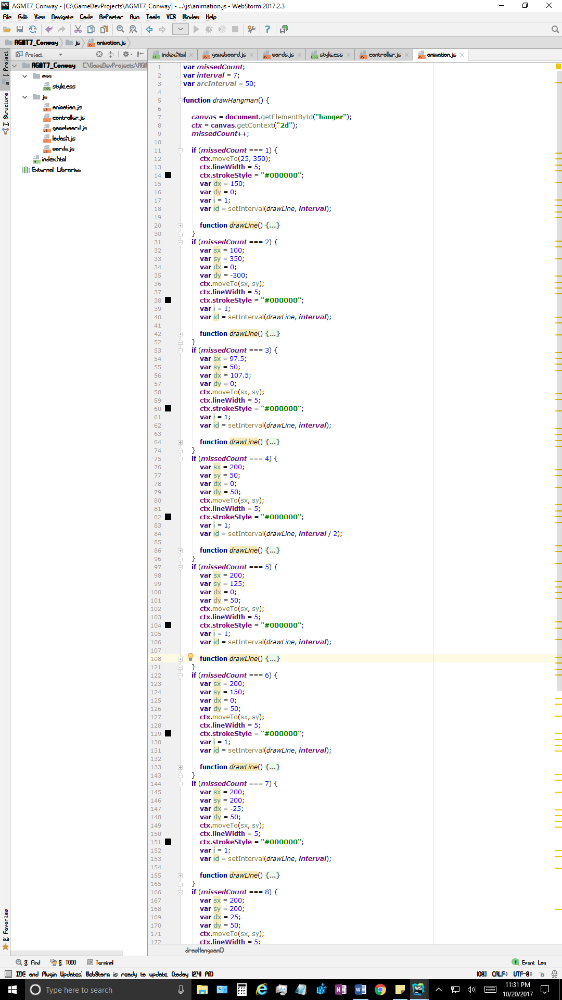 AGMT7_Conway - [C:\GameDevProjects\AGMT7_Conway] - ...\js\animation.js - WebStorm 2017.2.3
File Edit View Navigate Code Refactor Run Tools VCS Window Help
AGMT7_Conway js animation.js
Project
index.html gameboard.js words.js style.css controller.js animation.js
1: Project
7: Structure
2: Favorites
AGMT7_Conway C:\GameDevProjects\AGM
css
style.css
js
animation.js
controller.js
gameboard.js
lodash.js
words.js
index.html
External Libraries
1 var missedCount;
2 var interval = 7;
3 var arcInterval = 50;
4
5 function drawHangman() {
6
7 canvas = document.getElementById("hanger");
8 ctx = canvas.getContext("2d");
9 missedCount++;
10
11 if (missedCount === 1) {
12 ctx.moveTo(25, 350);
13 ctx.lineWidth = 5;
14 ctx.strokeStyle = "#000000";
15 var dx = 150;
16 var dy = 0;
17 var i = 1;
18 var id = setInterval(drawLine, interval);
19
20 function drawLine() {...}
30 }
31 if (missedCount === 2) {
32 var sx = 100;
33 var sy = 350;
34 var dx = 0;
35 var dy = -300;
36 ctx.moveTo(sx, sy);
37 ctx.lineWidth = 5;
38 ctx.strokeStyle = "#000000";
39 var i = 1;
40 var id = setInterval(drawLine, interval);
41
42 function drawLine() {...}
52 }
53 if (missedCount === 3) {
54 var sx = 97.5;
55 var sy = 50;
56 var dx = 107.5;
57 var dy = 0;
58 ctx.moveTo(sx, sy);
59 ctx.lineWidth = 5;
60 ctx.strokeStyle = "#000000";
61 var i = 1;
62 var id = setInterval(drawLine, interval);
63
64 function drawLine() {...}
74 }
75 if (missedCount === 4) {
76 var sx = 200;
77 var sy = 50;
78 var dx = 0;
79 var dy = 50;
80 ctx.moveTo(sx, sy);
81 ctx.lineWidth = 5;
82 ctx.strokeStyle = "#000000";
83 var i = 1;
84 var id = setInterval(drawLine, interval / 2);
85
86 function drawLine() {...}
96 }
97 if (missedCount === 5) {
98 var sx = 200;
99 var sy = 125;
100 var dx = 0;
101 var dy = 50;
102 ctx.moveTo(sx, sy);
103 ctx.lineWidth = 5;
104 ctx.strokeStyle = "#000000";
105 var i = 1;
106 var id = setInterval(drawLine, interval);
107
108 function drawLine() {...}
121 }
122 if (missedCount === 6) {
123 var sx = 200;
124 var sy = 150;
125 var dx = 0;
126 var dy = 50;
127 ctx.moveTo(sx, sy);
128 ctx.lineWidth = 5;
129 ctx.strokeStyle = "#000000";
130 var i = 1;
131 var id = setInterval(drawLine, interval);
132
133 function drawLine() {...}
143 }
144 if (missedCount === 7) {
145 var sx = 200;
146 var sy = 200;
147 var dx = -25;
148 var dy = 50;
149 ctx.moveTo(sx, sy);
150 ctx.lineWidth = 5;
151 ctx.strokeStyle = "#000000";
152 var i = 1;
153 var id = setInterval(drawLine, interval);
154
155 function drawLine() {...}
165 }
166 if (missedCount === 8) {
167 var sx = 200;
168 var sy = 200;
169 var dx = 25;
170 var dy = 50;
171 ctx.moveTo(sx, sy);
172 ctx.lineWidth = 5;
drawHangman()
3: Find 6: TODO Terminal Event Log
IDE and Plugin Updates: WebStorm is ready to update. (today 12:41 PM) 108:1 CRLF÷ UTF-8÷
Type here to search
11:31 PM
10/20/2017